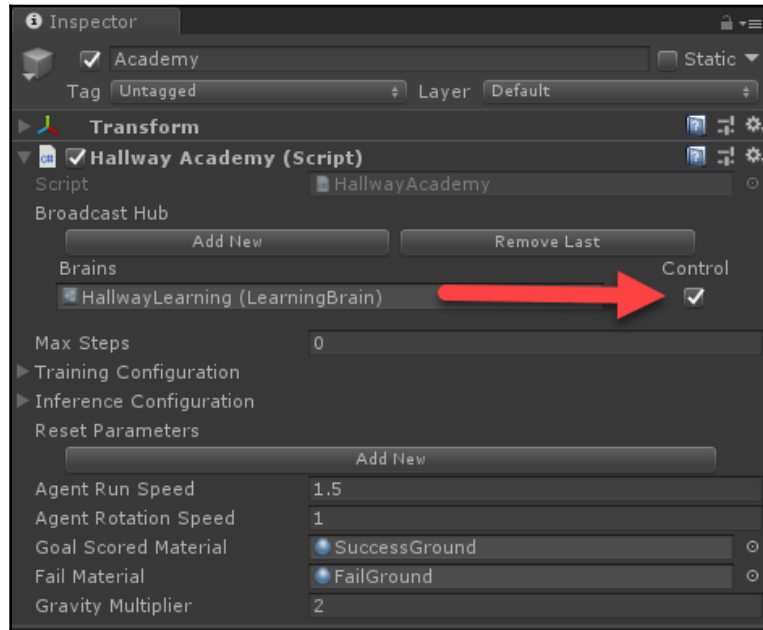 Inspector
Academy Static
Tag Untagged Layer Default
Transform
Hallway Academy (Script)
Script HallwayAcademy
Broadcast Hub
Add New Remove Last
Brains Control
HallwayLearning (LearningBrain)
Max Steps 0
Training Configuration
Inference Configuration
Reset Parameters
Add New
Agent Run Speed 1.5
Agent Rotation Speed 1
Goal Scored Material SuccessGround
Fail Material FailGround
Gravity Multiplier 2